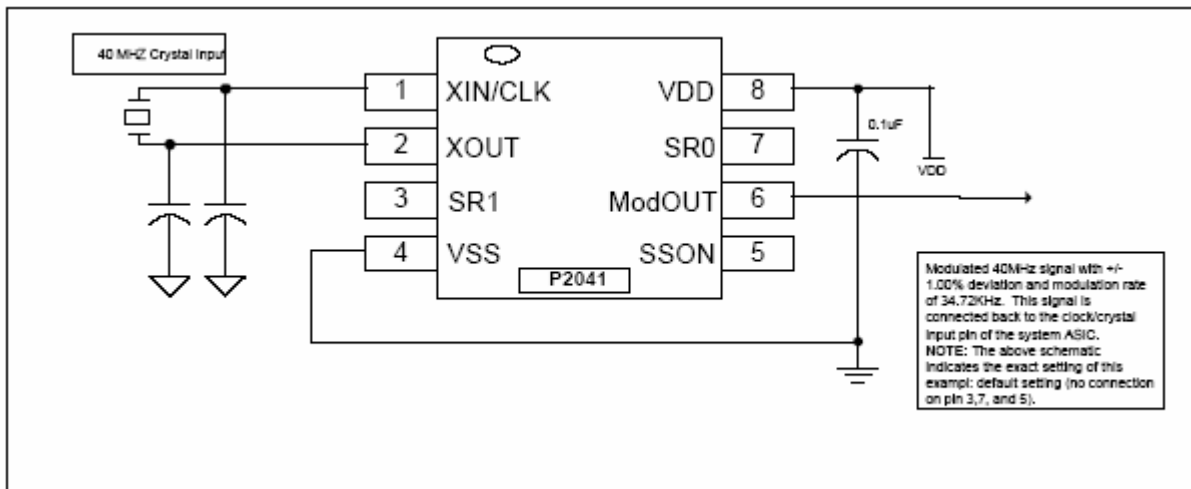 40 MHZ Crystal Input
1 XIN/CLK VDD 8
0.1uF
2 XOUT SR0 7
VDD
3 SR1 ModOUT 6
4 VSS SSON 5
P2041
Modulated 40MHz signal with +/-
1.00% deviation and modulation rate
of 34.72KHz. This signal is
connected back to the clock/crystal
input pin of the system ASIC.
NOTE: The above schematic
indicates the exact setting of this
exampl: default setting (no connection
on pin 3,7, and 5).